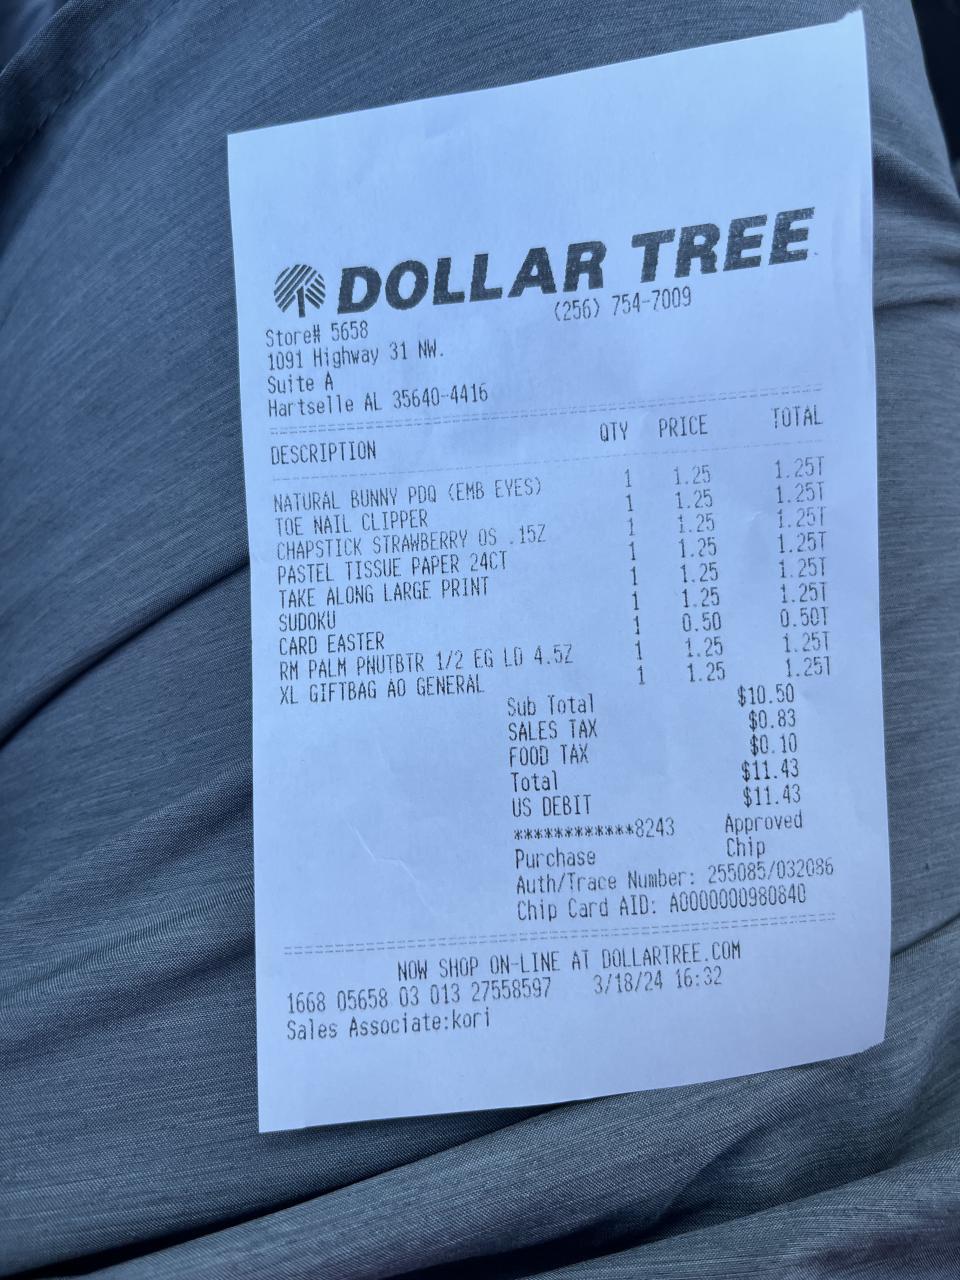 DOLLAR TREE
(256) 754-7009
Store# 5658
1091 Highway 31 NW.
Suite A
Hartselle AL 35640-4416
DESCRIPTION QTY PRICE TOTAL
NATURAL BUNNY PDQ (EMB EYES) 1 1.25 1.25T
TOE NAIL CLIPPER 1 1.25 1.25T
CHAPSTICK STRAWBERRY OS .15Z 1 1.25 1.25T
PASTEL TISSUE PAPER 24CT 1 1.25 1.25T
TAKE ALONG LARGE PRINT 1 1.25 1.25T
SUDOKU 1 1.25 1.25T
CARD EASTER 1 0.50 0.50T
RM PALM PNUTBTR 1/2 EG LD 4.5Z 1 1.25 1.25T
XL GIFTBAG AO GENERAL 1 1.25 1.25T
Sub Total $10.50
SALES TAX $0.83
FOOD TAX $0.10
Total $11.43
US DEBIT $11.43
************8243 Approved
Purchase Chip
Auth/Trace Number: 255085/032086
Chip Card AID: A0000000980840
NOW SHOP ON-LINE AT DOLLARTREE.COM
1668 05658 03 013 27558597 3/18/24 16:32
Sales Associate:kori